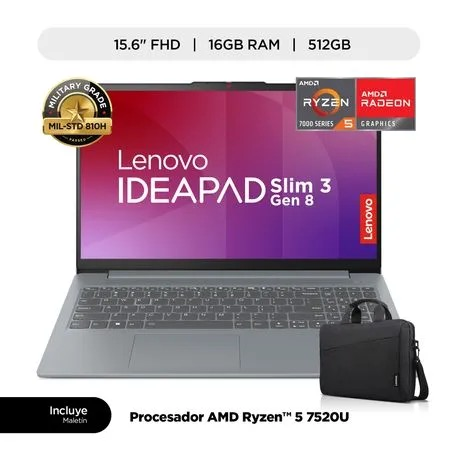 15.6" FHD | 16GB RAM | 512GB
MILITARY GRADE
MIL-STD 810H
PASSED
AMD
RYZEN
7000 SERIES 5
AMD
RADEON
GRAPHICS
Lenovo
IDEAPAD Slim 3
Gen 8
Lenovo
Incluye
Maletín
Procesador AMD Ryzen™ 5 7520U